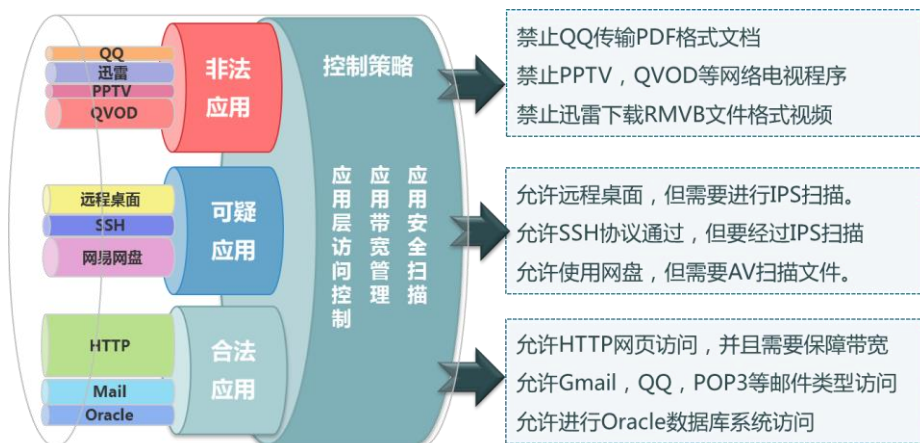 QQ
迅雷
PPTV
QVOD
非法
应用
远程桌面
SSH
网易网盘
可疑
应用
HTTP
Mail
Oracle
合法
应用
控制策略
应用层访问控制
应用带宽管理
应用安全扫描
禁止QQ传输PDF格式文档
禁止PPTV，QVOD等网络电视程序
禁止迅雷下载RMVB文件格式视频
允许远程桌面，但需要进行IPS扫描。
允许SSH协议通过，但要经过IPS扫描
允许使用网盘，但需要AV扫描文件。
允许HTTP网页访问，并且需要保障带宽
允许Gmail，QQ，POP3等邮件类型访问
允许进行Oracle数据库系统访问